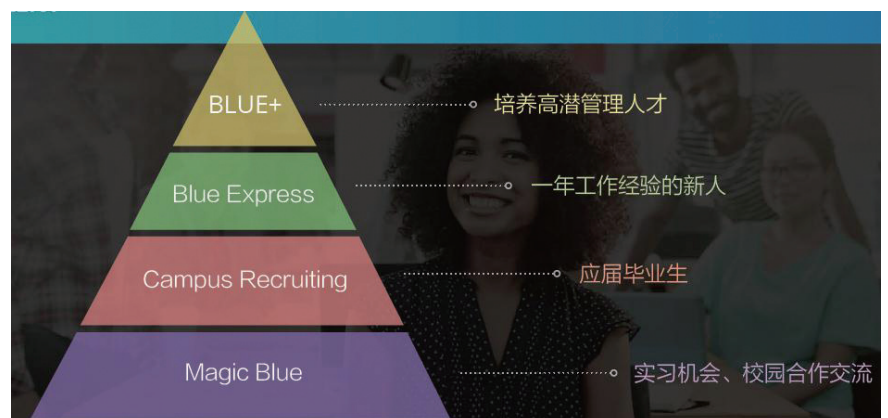 BLUE+
培养高潜管理人才
Blue Express
一年工作经验的新人
Campus Recruiting
应届毕业生
Magic Blue
实习机会、校园合作交流